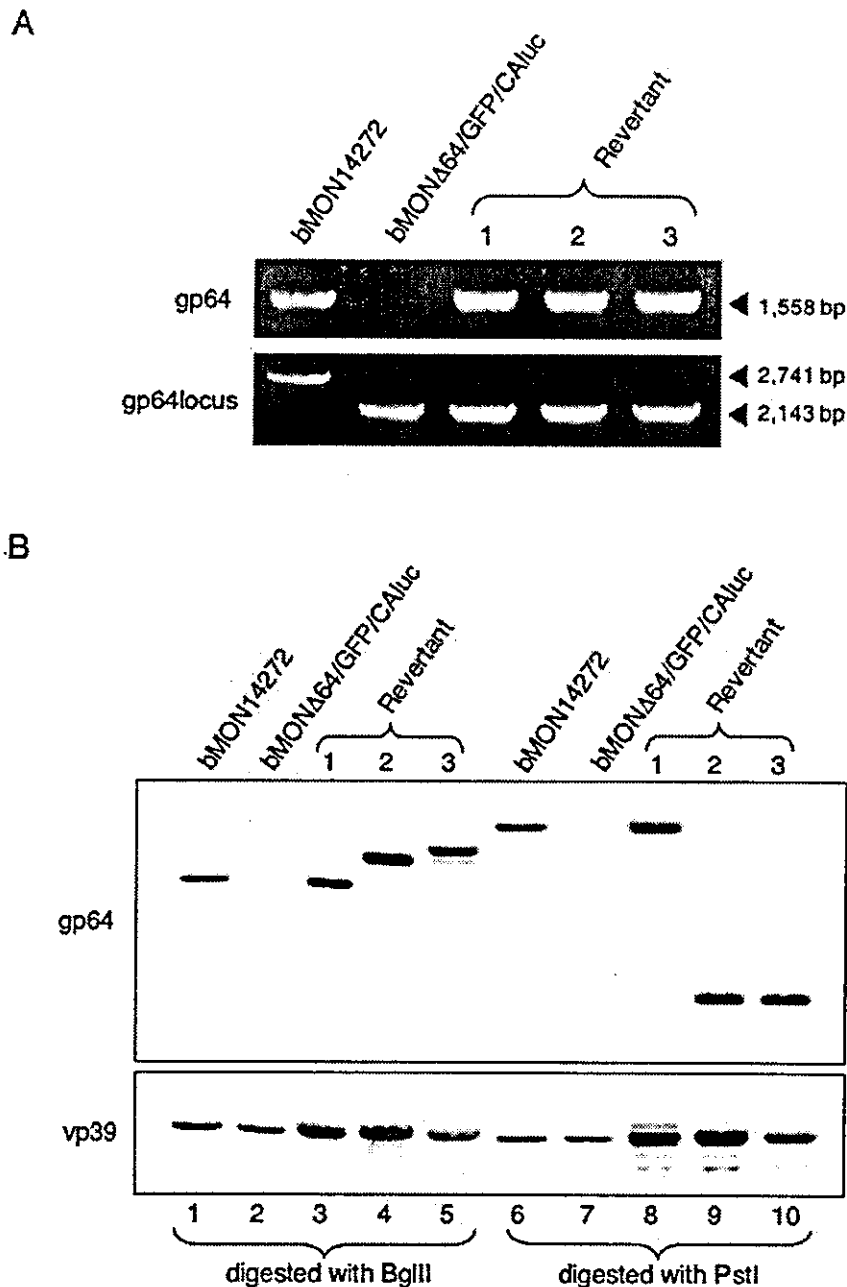 A
bMON14272
bMONΔ64/GFP/CAluc
Revertant
1 2 3
gp64
1,558 bp
gp64locus
2,741 bp
2,143 bp
B
bMON14272
bMONΔ64/GFP/CAluc
Revertant
1 2 3
bMON14272
bMONΔ64/GFP/CAluc
Revertant
1 2 3
gp64
vp39
1 2 3 4 5 6 7 8 9 10
digested with BglII
digested with PstI